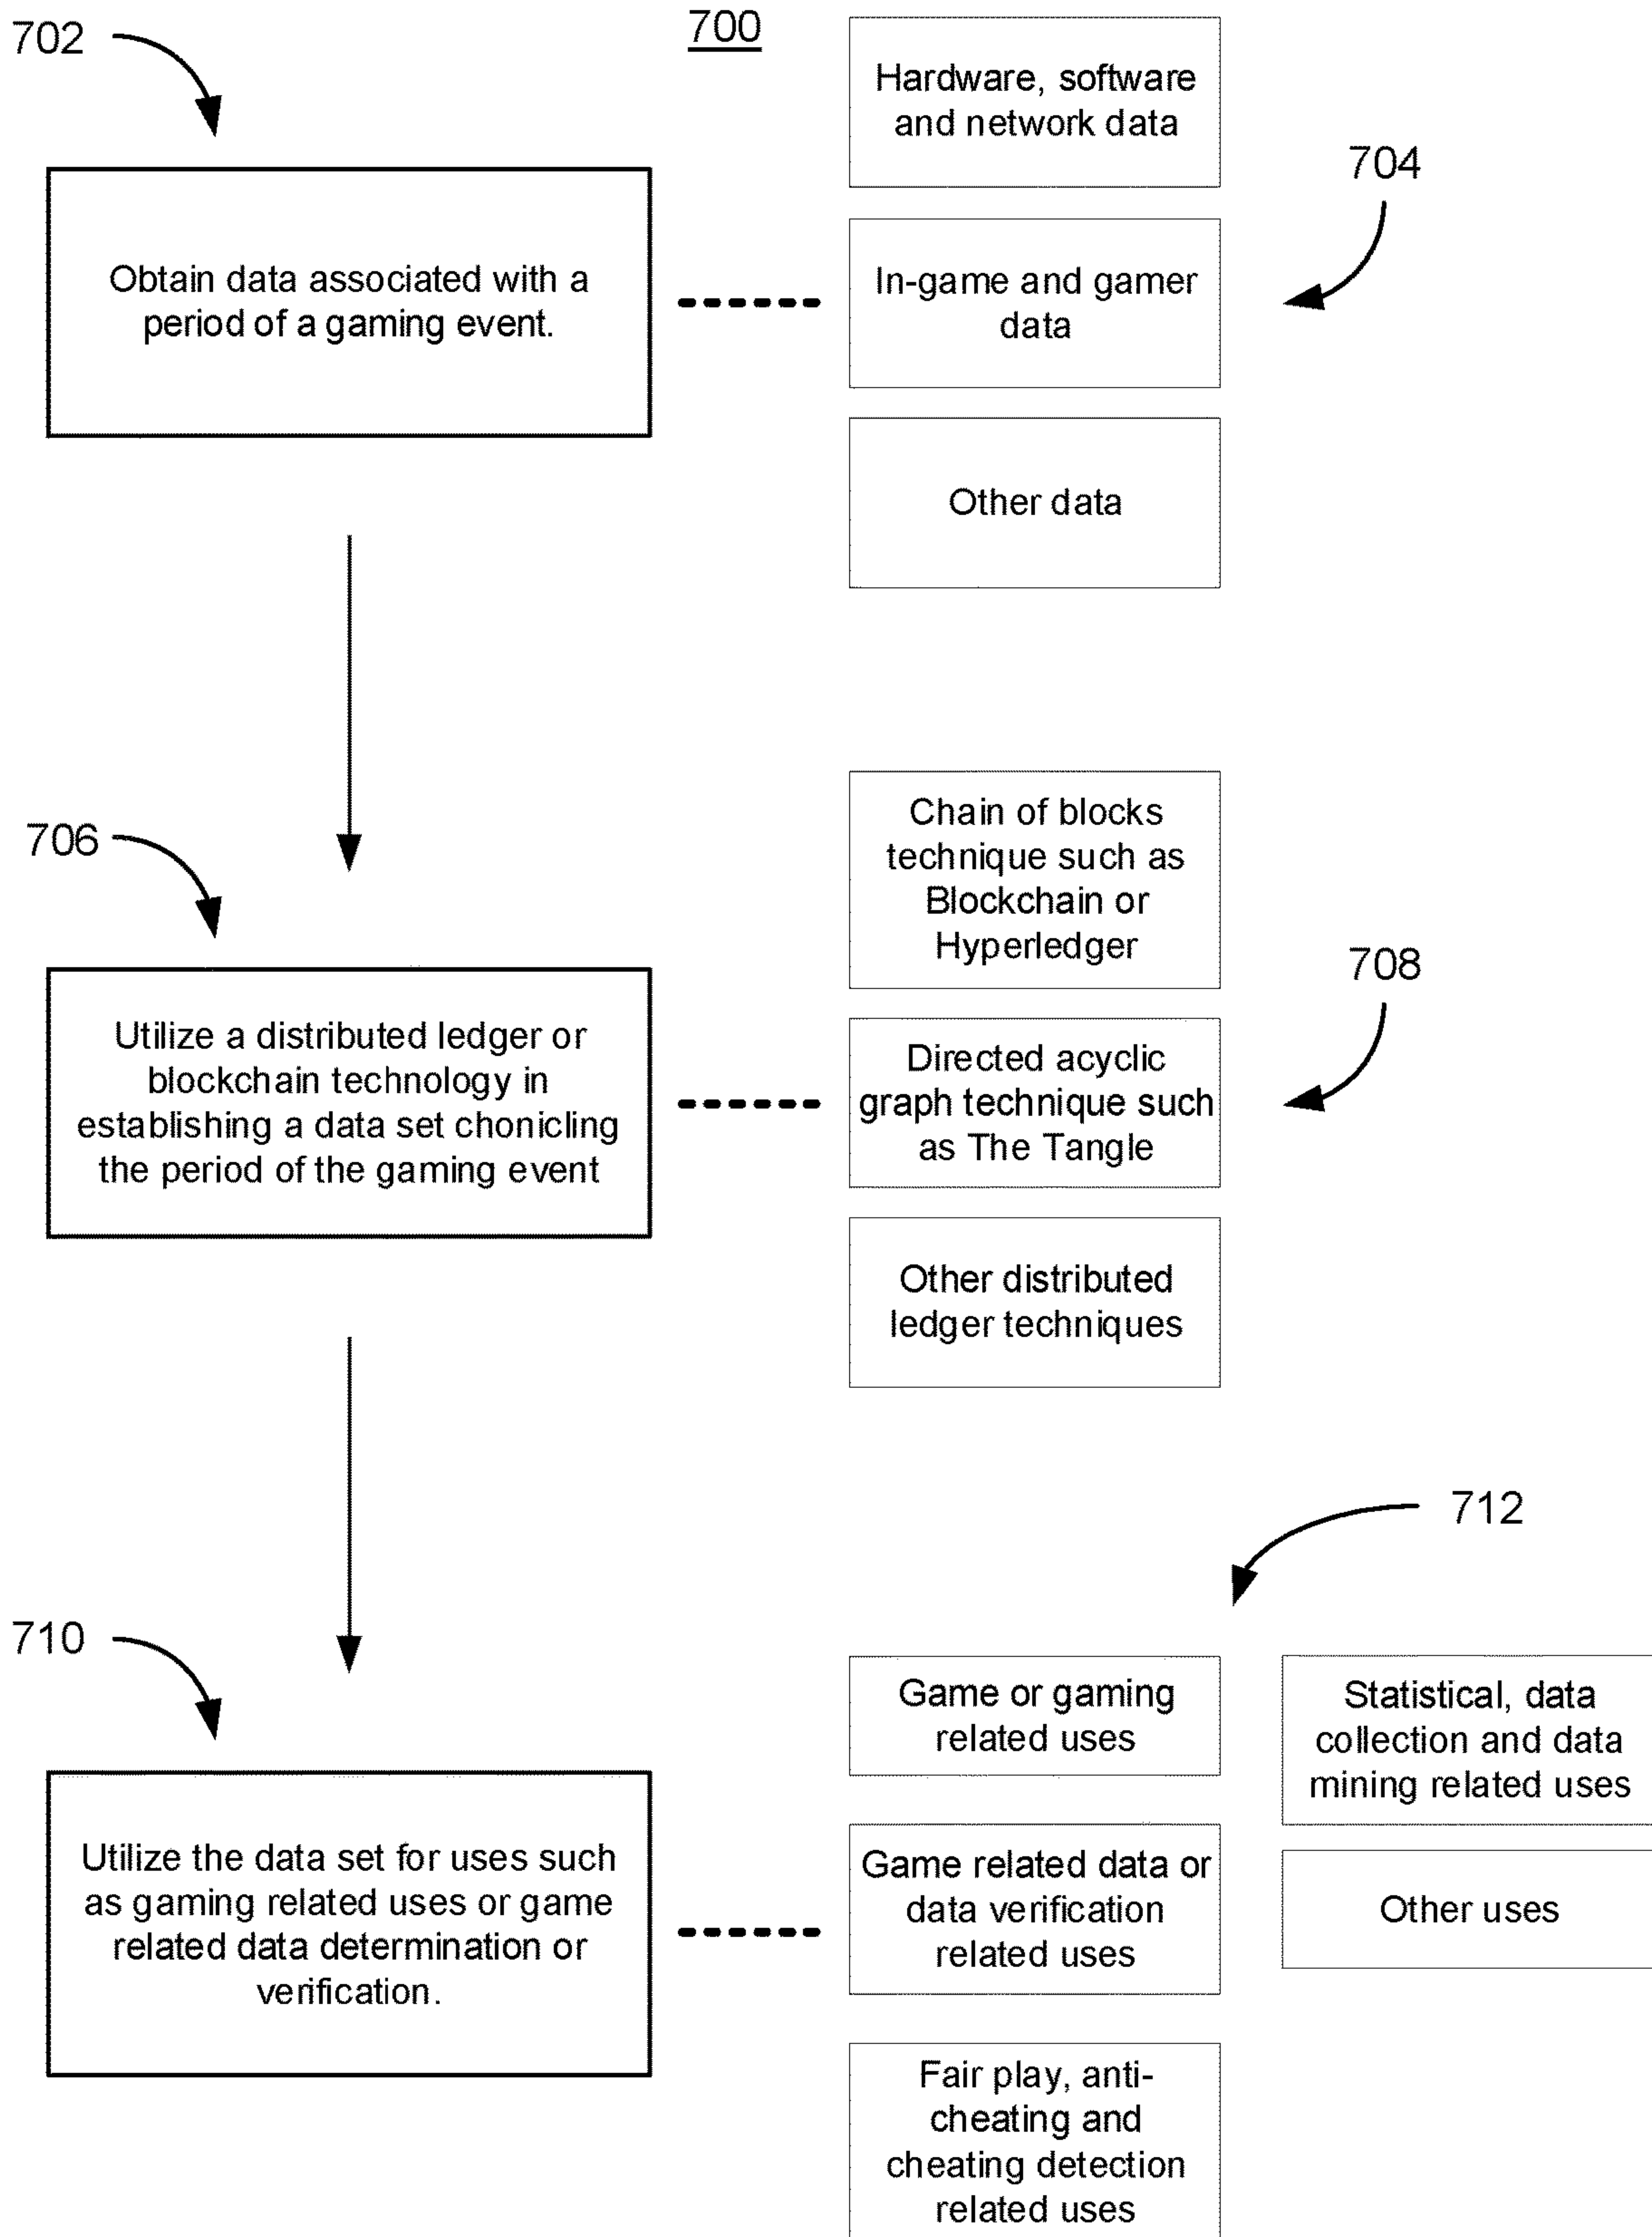 700
702
Hardware, software
and network data
704
Obtain data associated with a
period of a gaming event.
In-game and gamer
data
Other data
706
Chain of blocks
technique such as
Blockchain or
Hyperledger
708
Utilize a distributed ledger or
blockchain technology in
establishing a data set chonicling
the period of the gaming event
Directed acyclic
graph technique such
as The Tangle
Other distributed
ledger techniques
712
710
Game or gaming
related uses
Statistical, data
collection and data
mining related uses
Utilize the data set for uses such
as gaming related uses or game
related data determination or
verification.
Game related data or
data verification
related uses
Other uses
Fair play, anti-
cheating and
cheating detection
related uses